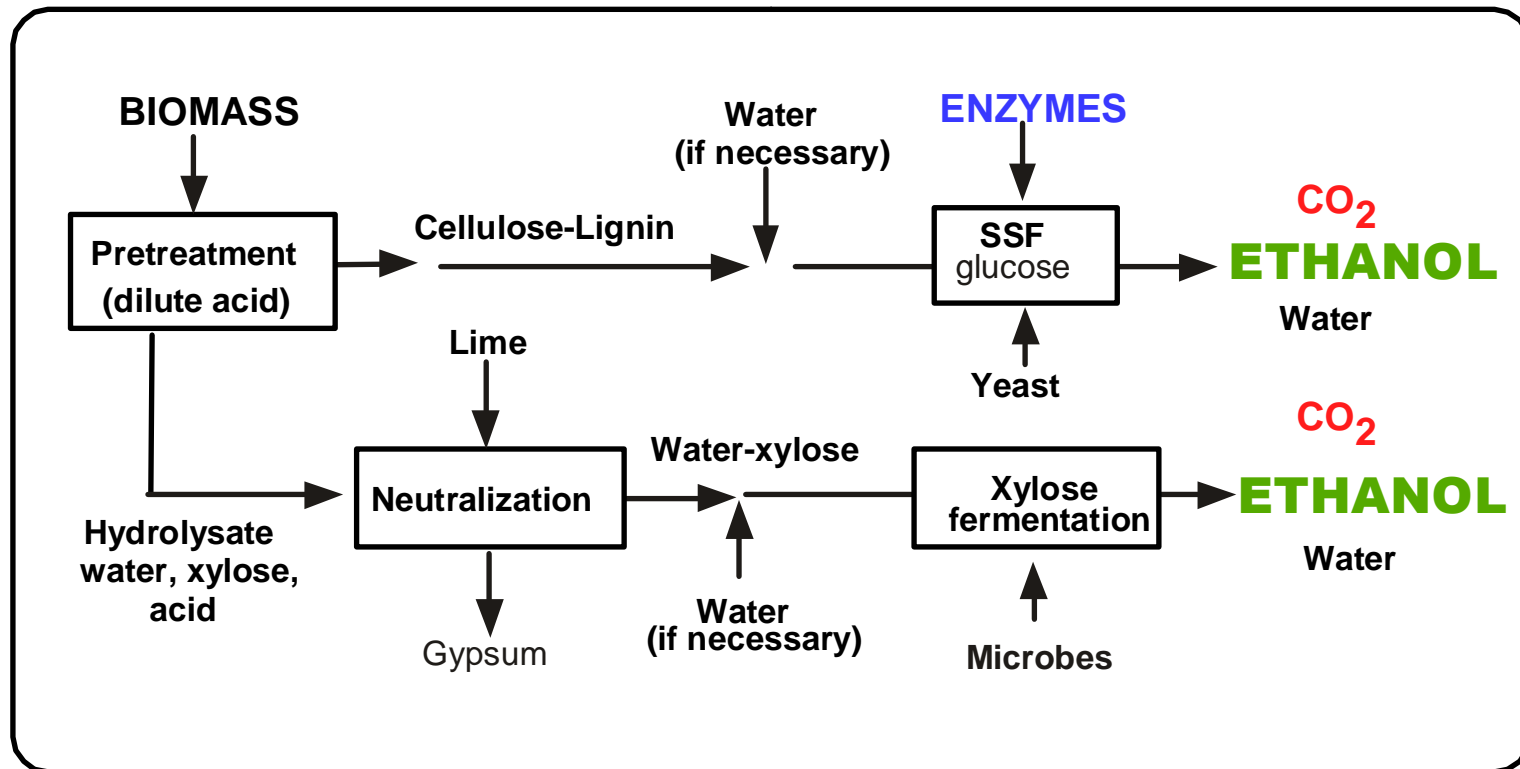 BIOMASS
Water
(if necessary)
ENZYMES
Pretreatment
(dilute acid)
Cellulose-Lignin
SSF
glucose
CO2
ETHANOL
Water
Yeast
Lime
Neutralization
Water-xylose
Xylose
fermentation
CO2
ETHANOL
Water
Hydrolysate
water, xylose,
acid
Gypsum
Water
(if necessary)
Microbes